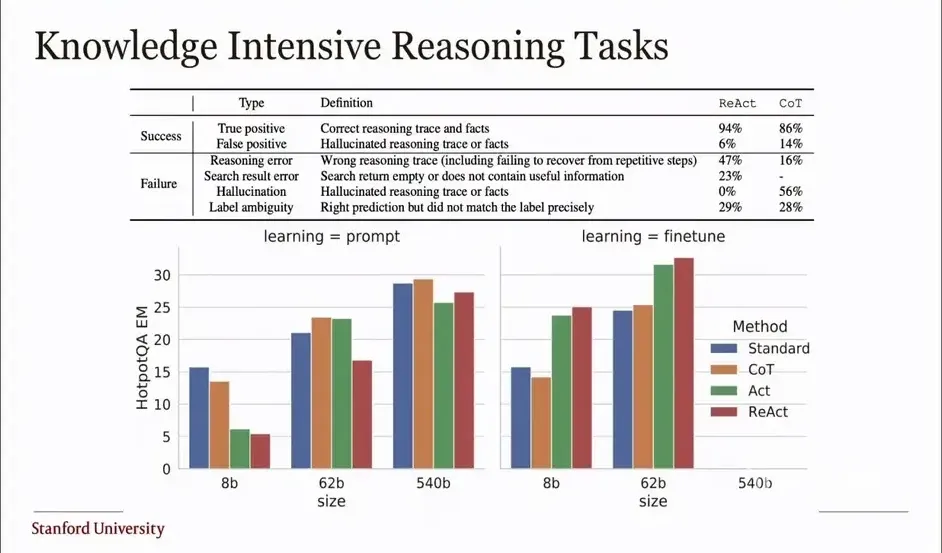 Knowledge Intensive Reasoning Tasks
Type Definition ReAct CoT
Success True positive Correct reasoning trace and facts 94% 86%
False positive Hallucinated reasoning trace or facts 6% 14%
Failure Reasoning error Wrong reasoning trace (including failing to recover from repetitive steps) 47% 16%
Search result error Search return empty or does not contain useful information 23% -
Hallucination Hallucinated reasoning trace or facts 0% 56%
Label ambiguity Right prediction but did not match the label precisely 29% 28%
learning = prompt learning = finetune
HotpotQA EM
30
25
20
15
10
5
0
8b 62b 540b
size
8b 62b 540b
size
Method
Standard
CoT
Act
ReAct
Stanford University